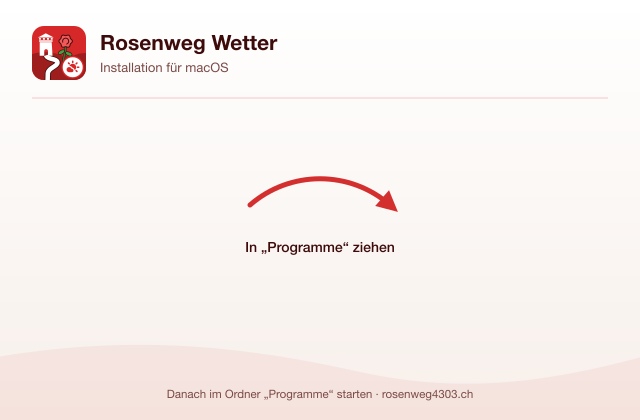 Rosenweg Wetter
Installation für macOS
In „Programme“ ziehen
Danach im Ordner „Programme“ starten · rosenweg4303.ch